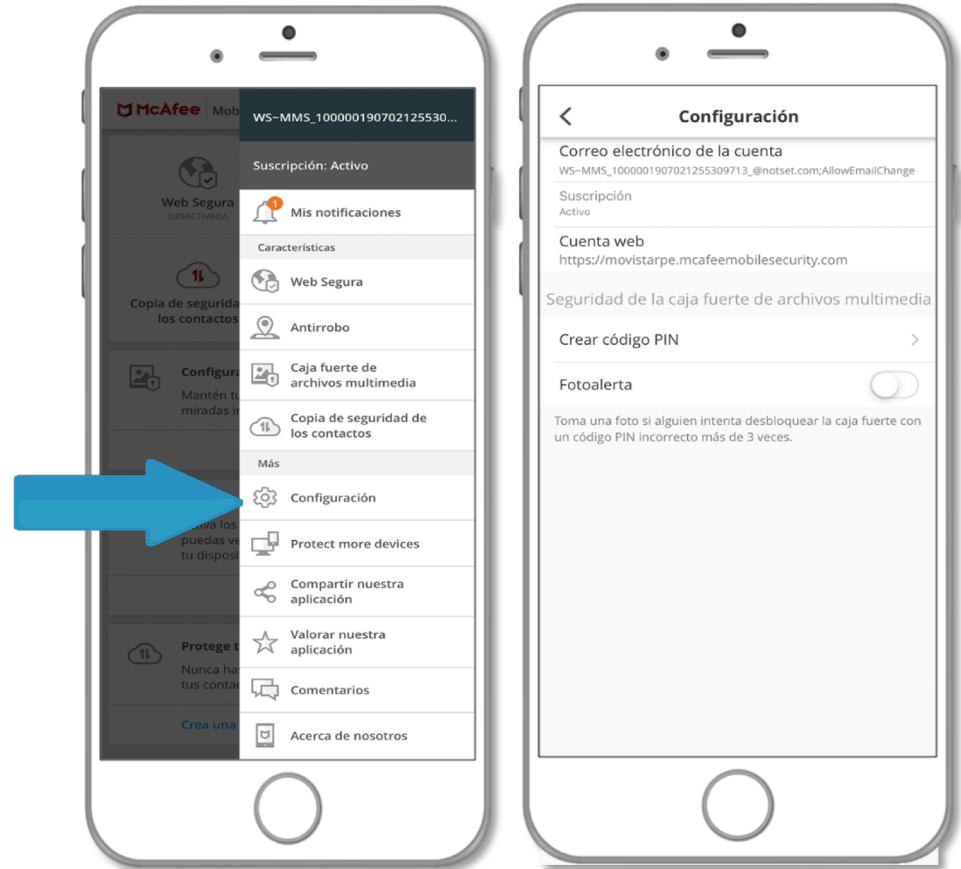 McAfee Mob
WS~MMS_100000190702125530...
Suscripción: Activo
Web Segura
DESACTIVADA
1
Mis notificaciones
Características
Web Segura
Copia de segurida
los contactos
Antirrobo
Configura
Mantén tu
miradas i
Caja fuerte de
archivos multimedia
Copia de seguridad de
los contactos
Más
Configuración
activa los
puedas ve
tu disposi
Protect more devices
Compartir nuestra
aplicación
Protege t
Nunca ha
tus conta
Valorar nuestra
aplicación
Comentarios
Crea una
Acerca de nosotros
Configuración
Correo electrónico de la cuenta
WS~MMS_1000001907021255309713_@notset.com;AllowEmailChange
Suscripción
Activo
Cuenta web
https://movistarpe.mcafeemobilesecurity.com
Seguridad de la caja fuerte de archivos multimedia
Crear código PIN
Fotoalerta
Toma una foto si alguien intenta desbloquear la caja fuerte con
un código PIN incorrecto más de 3 veces.